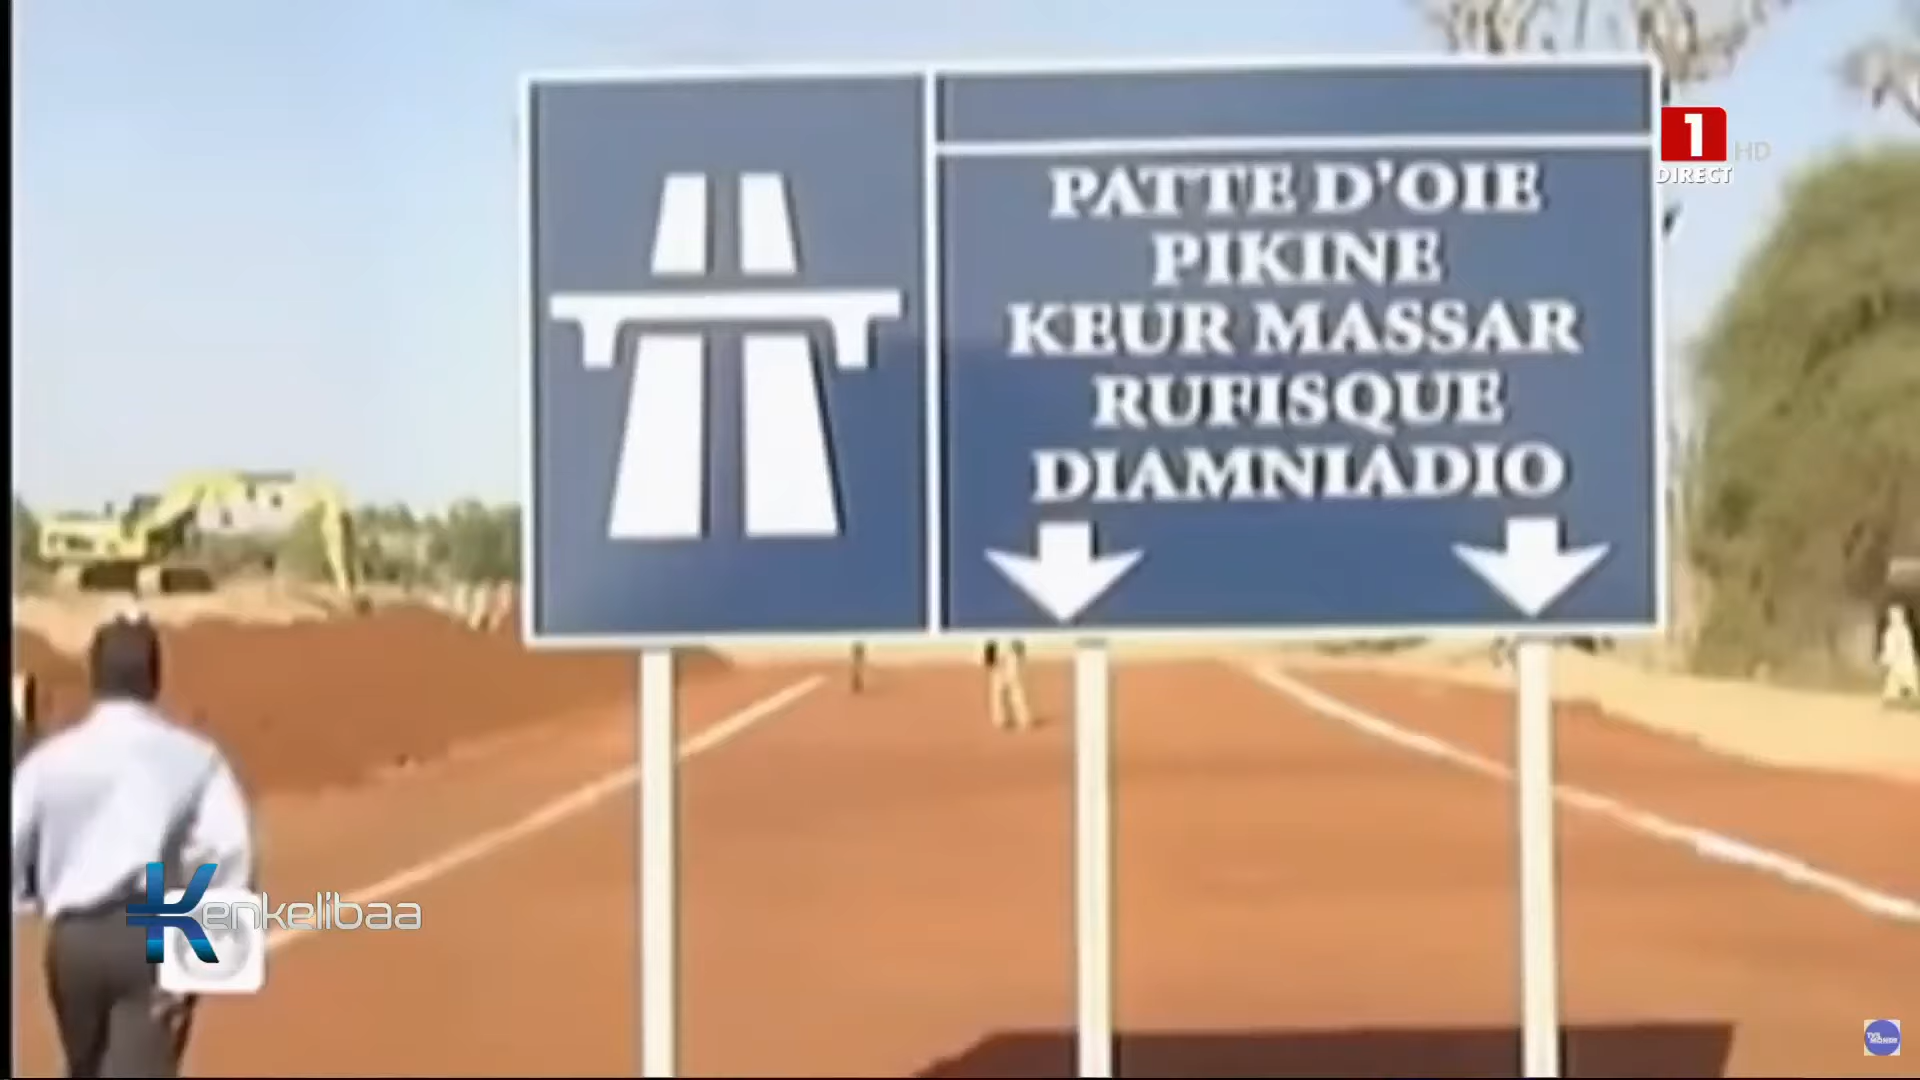 PATTE D'OIE
PIKINE
KEUR MASSAR
RUFISQUE
DIAMNIADIO
1 HD
DIRECT
Kenkelibaa